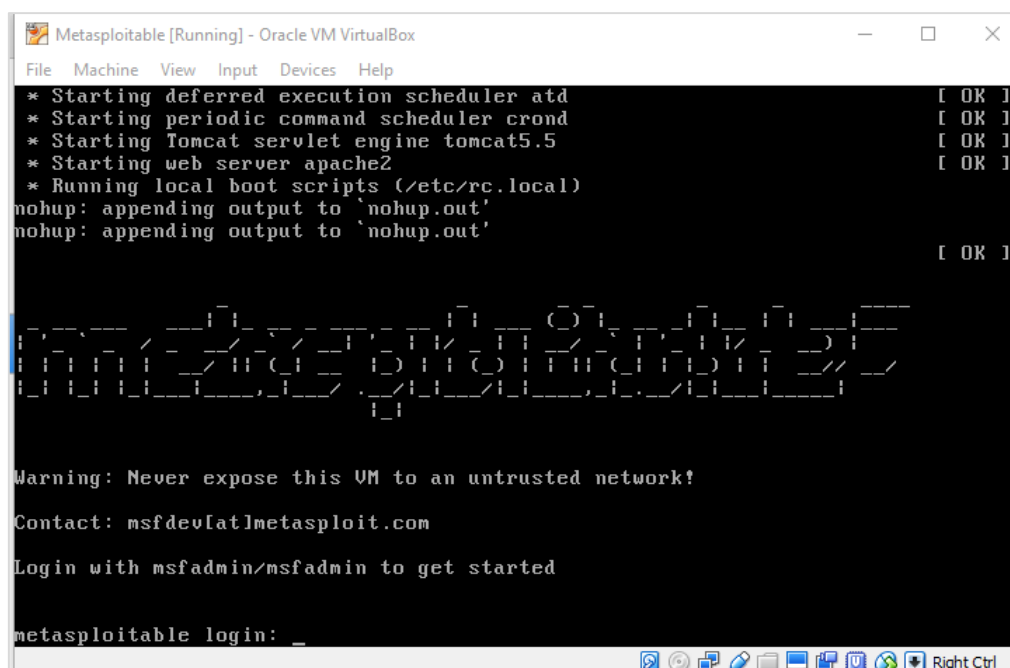 Metasploitable [Running] - Oracle VM VirtualBox
File Machine View Input Devices Help
* Starting deferred execution scheduler atd [ OK ]
* Starting periodic command scheduler crond [ OK ]
* Starting Tomcat servlet engine tomcat5.5 [ OK ]
* Starting web server apache2 [ OK ]
* Running local boot scripts (/etc/rc.local)
nohup: appending output to `nohup.out'
nohup: appending output to `nohup.out'
[ OK ]
metasploitable2
Warning: Never expose this VM to an untrusted network!
Contact: msfdev[at]metasploit.com
Login with msfadmin/msfadmin to get started
metasploitable login: _
Right Ctrl